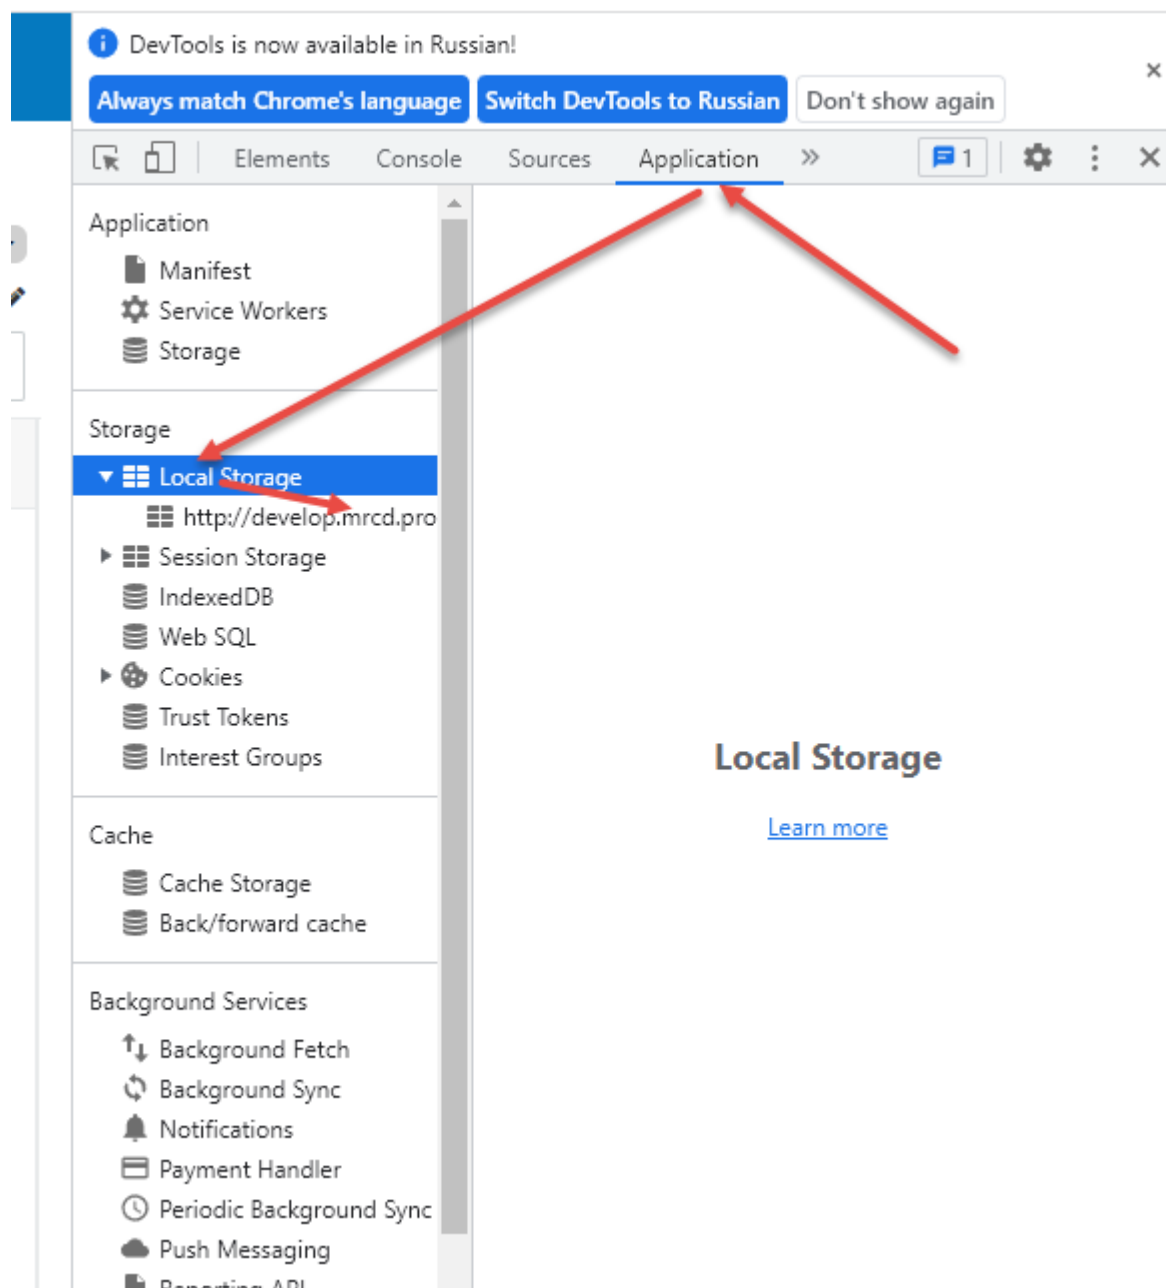 DevTools is now available in Russian!
Always match Chrome's language Switch DevTools to Russian Don't show again
Elements Console Sources Application 1
Application
Manifest
Service Workers
Storage
Storage
Local Storage
http://develop.mrcd.pro
Session Storage
IndexedDB
Web SQL
Cookies
Trust Tokens
Interest Groups
Local Storage
Learn more
Cache
Cache Storage
Back/forward cache
Background Services
Background Fetch
Background Sync
Notifications
Payment Handler
Periodic Background Sync
Push Messaging
Reporting API